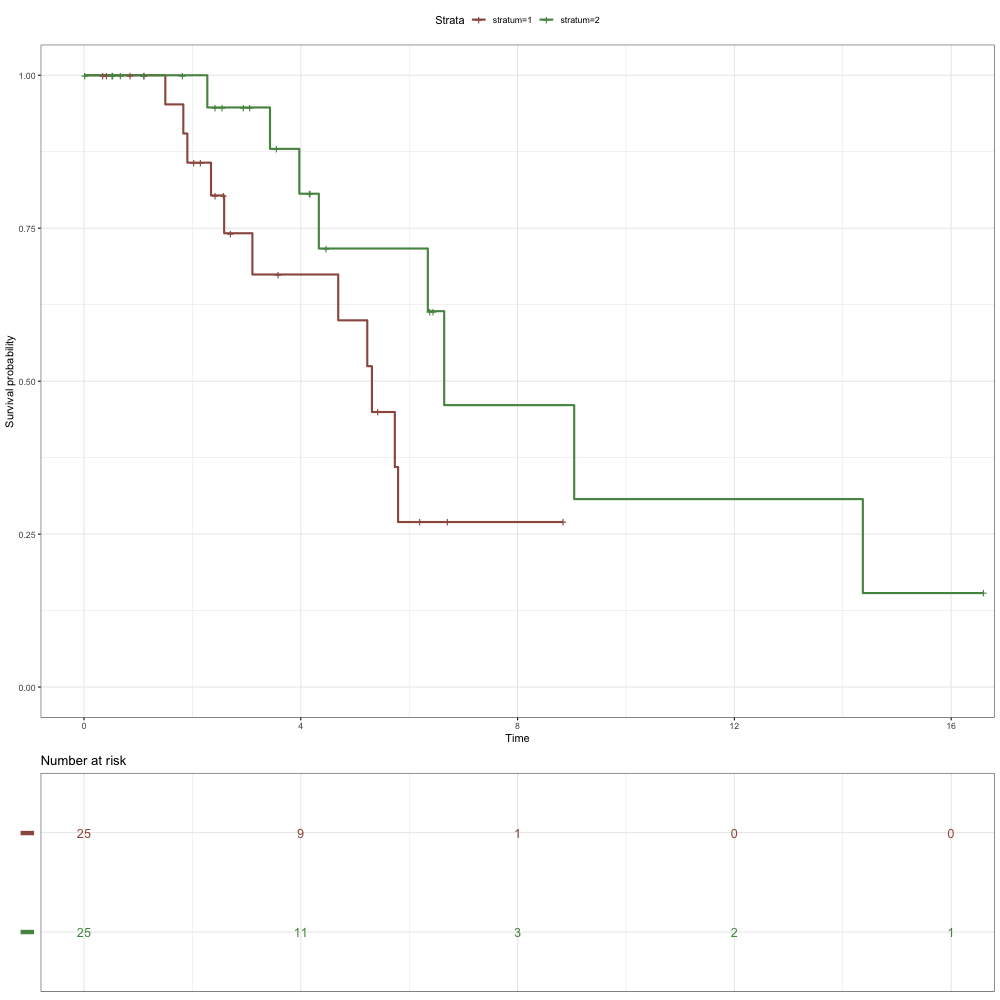 Strata stratum=1 stratum=2
1.00
0.75
0.50
0.25
0.00
Survival probability
0 4 8 12 16
Time
Number at risk
25 9 1 0 0
25 11 3 2 1